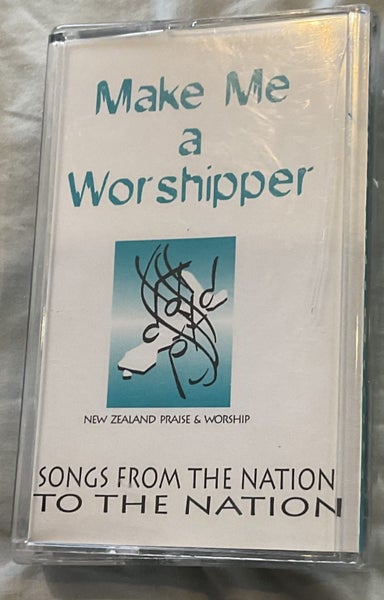 Make Me
a
Worshipper
NEW ZEALAND PRAISE & WORSHIP
SONGS FROM THE NATION
TO THE NATION